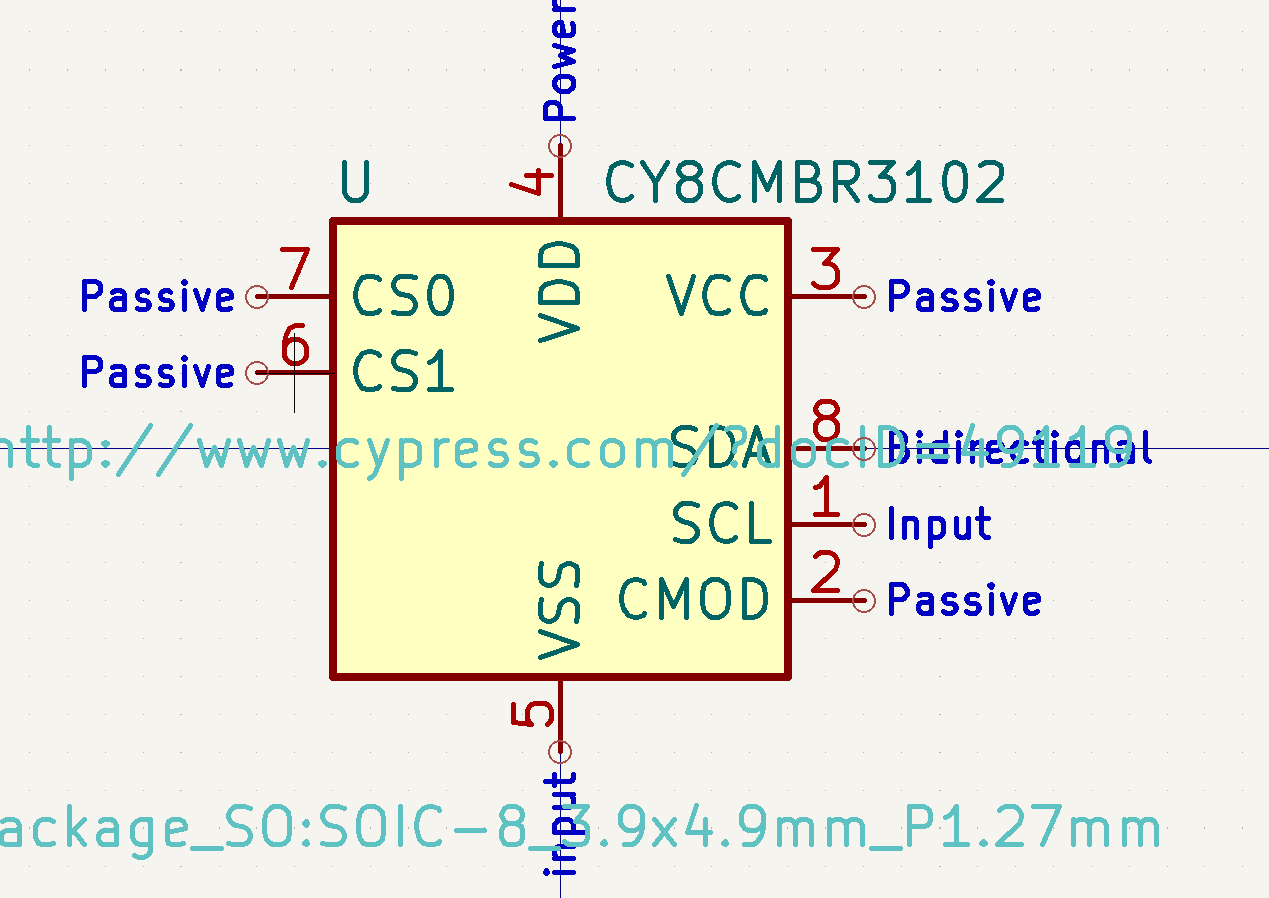 Power
U
4
CY8CMBR3102
7
3
Passive
CS0
VDD
VCC
Passive
6
Passive
CS1
8
http://www.cypress.com/?docID=49119
SDA
Bidirectional
1
SCL
Input
2
VSS
CMOD
Passive
5
input
ackage_SO:SOIC-8_3.9x4.9mm_P1.27mm